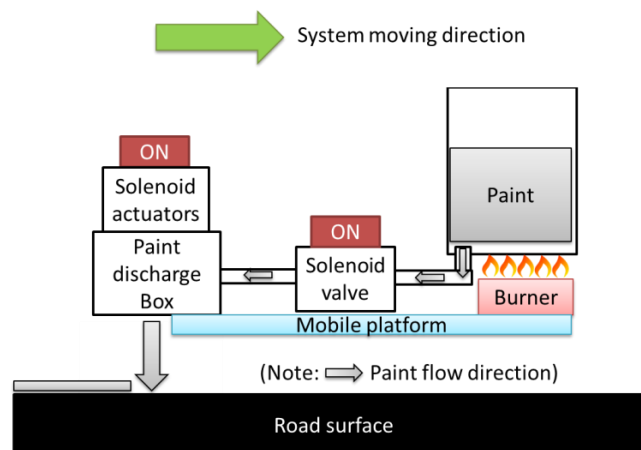 System moving direction
ON
Solenoid
actuators
Paint
discharge
Box
ON
Solenoid
valve
Paint
Burner
Mobile platform
(Note: Paint flow direction)
Road surface